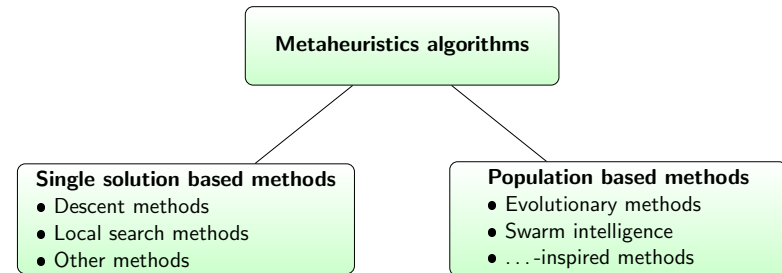 Metaheuristics algorithms
Single solution based methods
• Descent methods
• Local search methods
• Other methods
Population based methods
• Evolutionary methods
• Swarm intelligence
• . . . -inspired methods